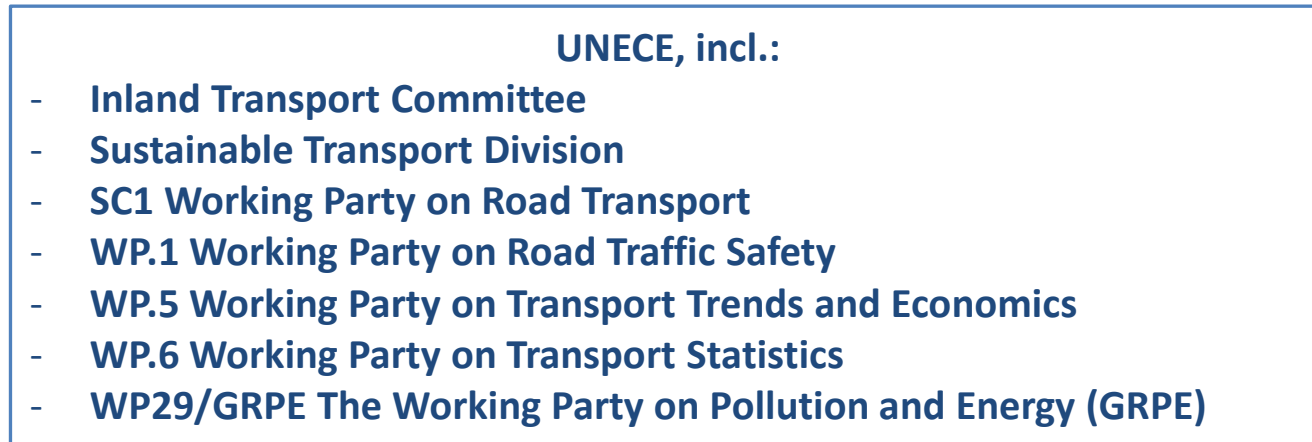 UNECE, incl.:
- Inland Transport Committee
- Sustainable Transport Division
- SC1 Working Party on Road Transport
- WP.1 Working Party on Road Traffic Safety
- WP.5 Working Party on Transport Trends and Economics
- WP.6 Working Party on Transport Statistics
- WP29/GRPE The Working Party on Pollution and Energy (GRPE)